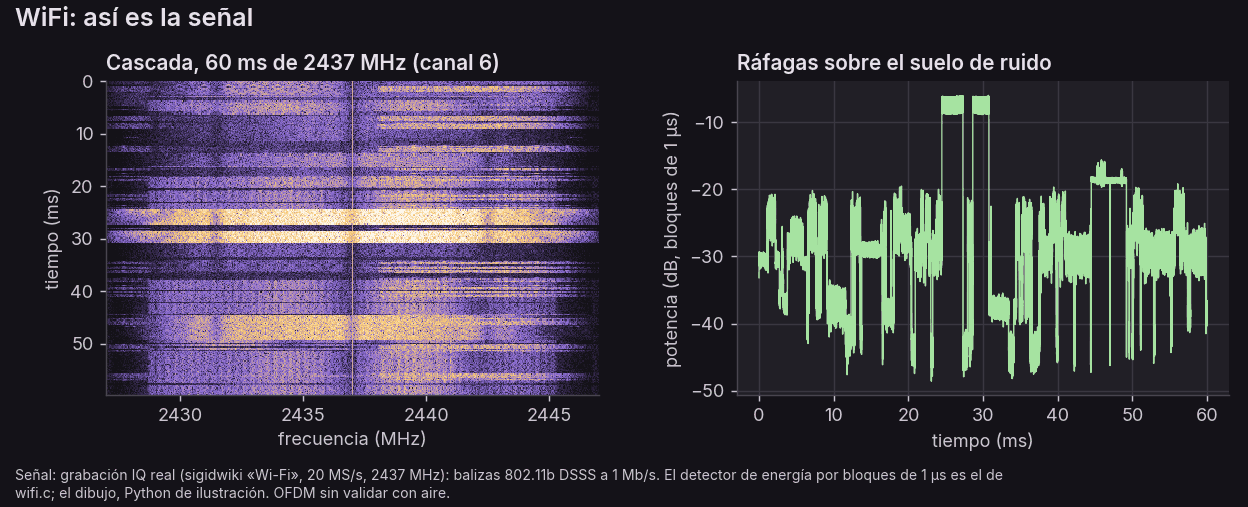 WiFi: así es la señal
Cascada, 60 ms de 2437 MHz (canal 6)
0
10
20
30
40
50
tiempo (ms)
2430
2435
2440
2445
frecuencia (MHz)
Ráfagas sobre el suelo de ruido
−10
−20
−30
−40
−50
potencia (dB, bloques de 1 µs)
0
10
20
30
40
50
60
tiempo (ms)
Señal: grabación IQ real (sigidwiki «Wi-Fi», 20 MS/s, 2437 MHz): balizas 802.11b DSSS a 1 Mb/s. El detector de energía por bloques de 1 µs es el de
wifi.c; el dibujo, Python de ilustración. OFDM sin validar con aire.